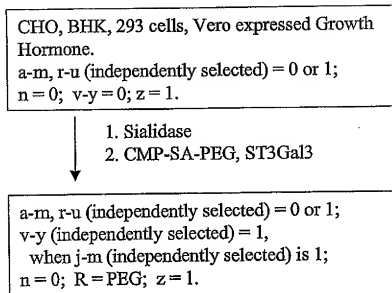 CHO, BHK, 293 cells, Vero expressed Growth
Hormone.
a-m, r-u (independently selected) = 0 or 1;
n = 0; v-y = 0; z = 1.
1. Sialidase
2. CMP-SA-PEG, ST3Gal3
a-m, r-u (independently selected) = 0 or 1;
v-y (independently selected) = 1,
when j-m (independently selected) is 1;
n = 0; R = PEG; z = 1.